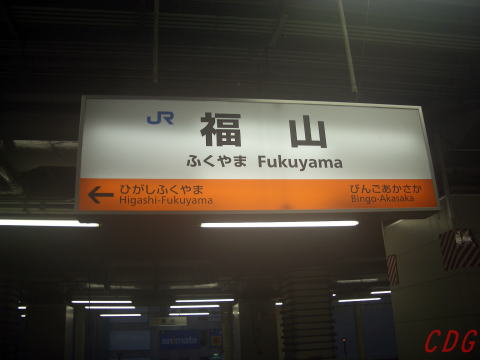 JR 福山
ふくやま Fukuyama
← ひがしふくやま びんごあかさか
Higashi-Fukuyama Bingo-Akasaka
animate
CDG